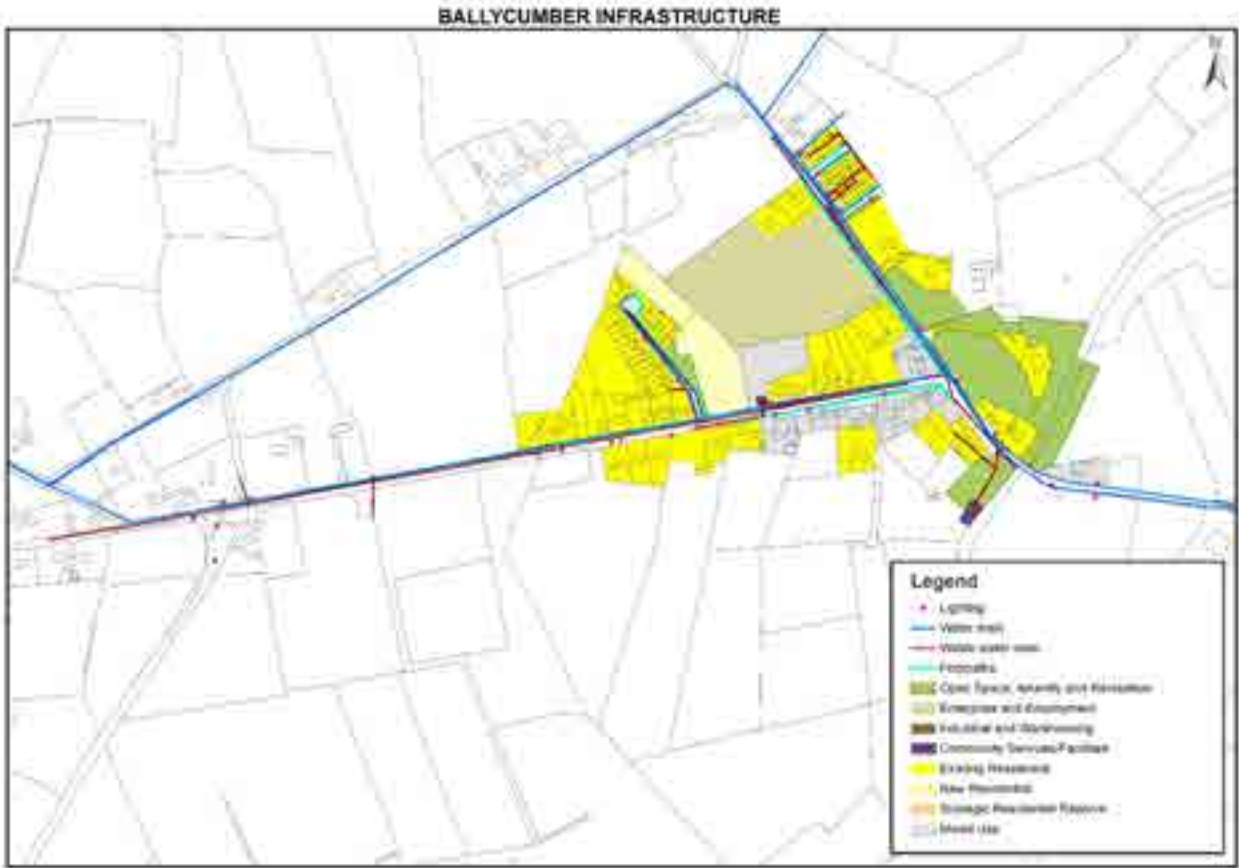 BALLYCUMBER INFRASTRUCTURE
N
Legend
Lighting
Water main
Waste water main
Footpaths
Open Space, Amenity and Recreation
Enterprise and Employment
Industrial and Warehousing
Community Services/Facilities
Existing Residential
New Residential
Strategic Residential Reserve
Mixed Use